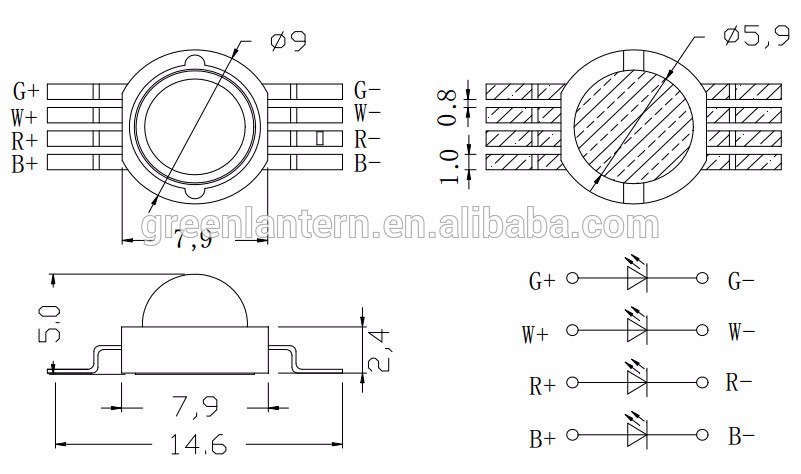 Ø9
G+ G-
W+ W-
R+ R-
B+ B-
7,9
Ø5,9
0.8
1.0
greenlantern.en.alibaba.com
5.0
2,4
7,9
14.6
G+ G-
W+ W-
R+ R-
B+ B-